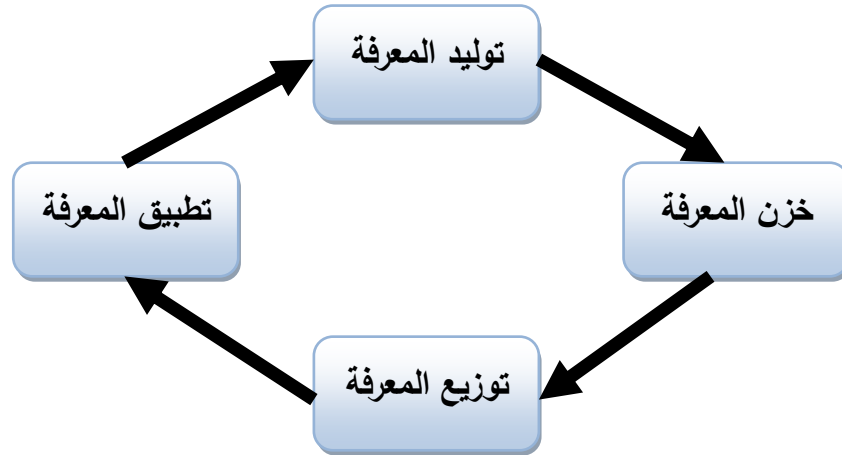 توليد المعرفة
خزن المعرفة
توزيع المعرفة
تطبيق المعرفة